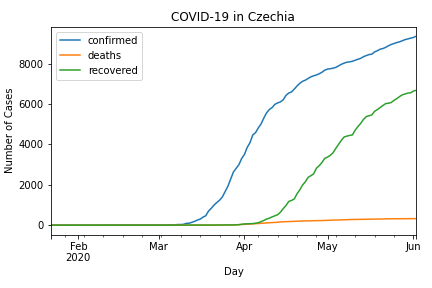 COVID-19 in Czechia
confirmed
deaths
recovered
Number of Cases
8000
6000
4000
2000
0
Feb
2020
Mar
Apr
May
Jun
Day